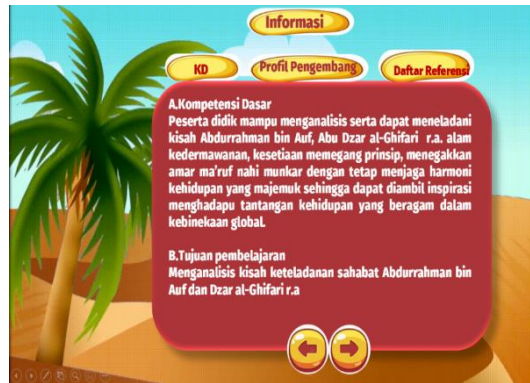 Informasi
KD
Profil Pengembang
Daftar Referensi
A.Kompetensi Dasar
Peserta didik mampu menganalisis serta dapat meneladani
kisah Abdurrahman bin Auf, Abu Dzar al-Ghifari r.a. alam
kedermawanan, kesetiaan memegang prinsip, menegakkan
amar ma'ruf nahi munkar dengan tetap menjaga harmoni
kehidupan yang majemuk sehingga dapat diambil inspirasi
menghadapu tantangan kehidupan yang beragam dalam
kebinekaan global.
B.Tujuan pembelajaran
Menganalisis kisah keteladanan sahabat Abdurrahman bin
Auf dan Dzar al-Ghifari r.a